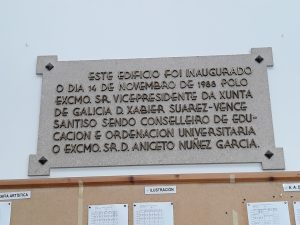 ESTE EDIFICIO FOI INAUGURADO
O DIA 14 DE NOVEMBRO DE 1988 POLO
EXCMO. SR. VICEPRESIDENTE DA XUNTA
DE GALICIA D. XABIER SUAREZ-VENCE
SANTISO SENDO CONSELLEIRO DE EDU-
CACION E ORDENACION UNIVERSITARIA
O EXCMO. SR. D. ANICETO NUÑEZ GARCIA.
ARTISTICA
ILUSTRACION